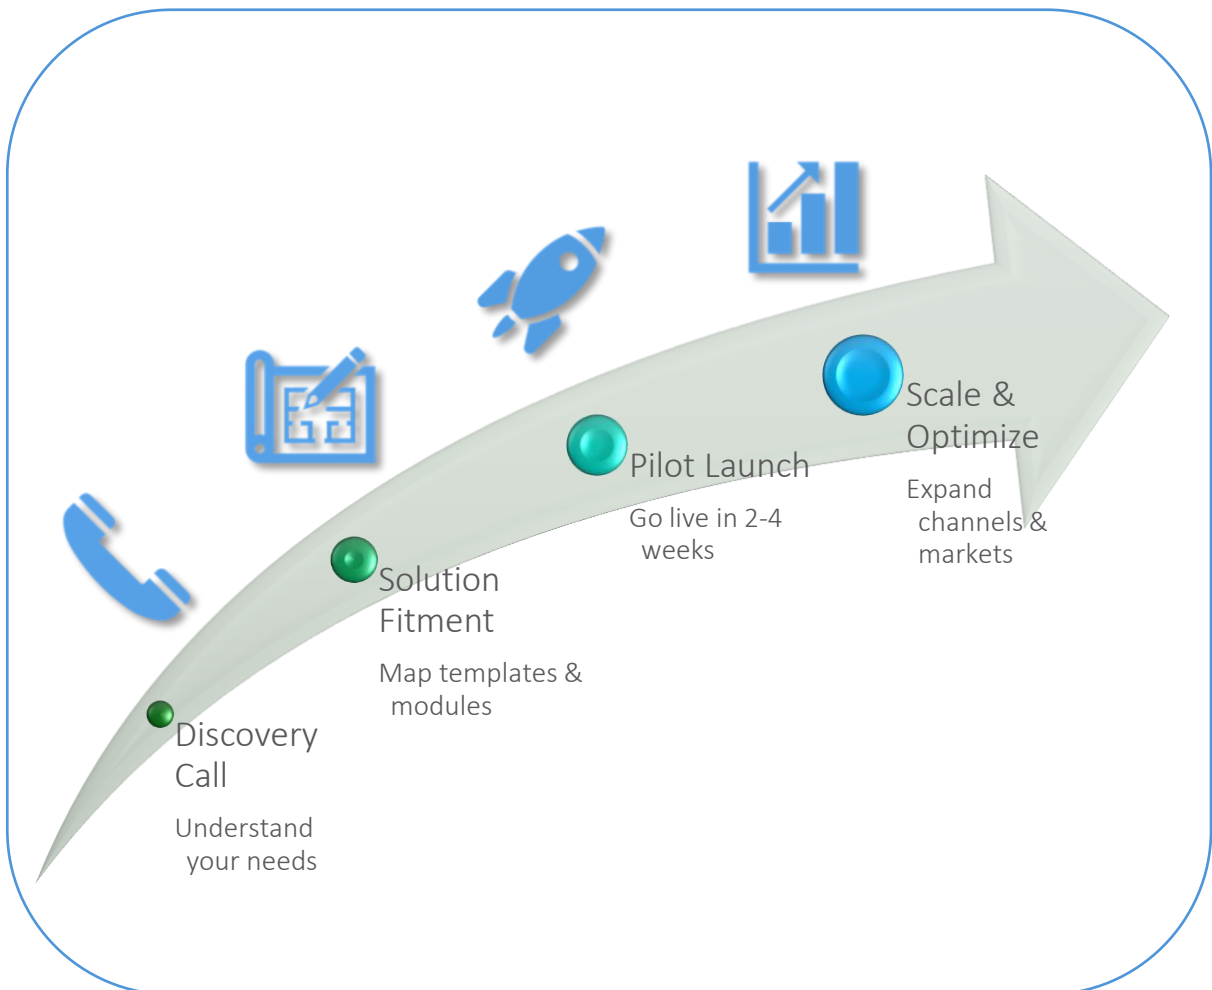 Discovery
Call
Understand
your needs
Solution
Fitment
Map templates &
modules
Pilot Launch
Go live in 2-4
weeks
Scale &
Optimize
Expand
channels &
markets